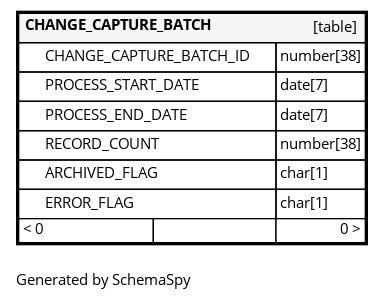 CHANGE_CAPTURE_BATCH [table]
CHANGE_CAPTURE_BATCH_ID number[38]
PROCESS_START_DATE date[7]
PROCESS_END_DATE date[7]
RECORD_COUNT number[38]
ARCHIVED_FLAG char[1]
ERROR_FLAG char[1]
< 0 0 >
Generated by SchemaSpy